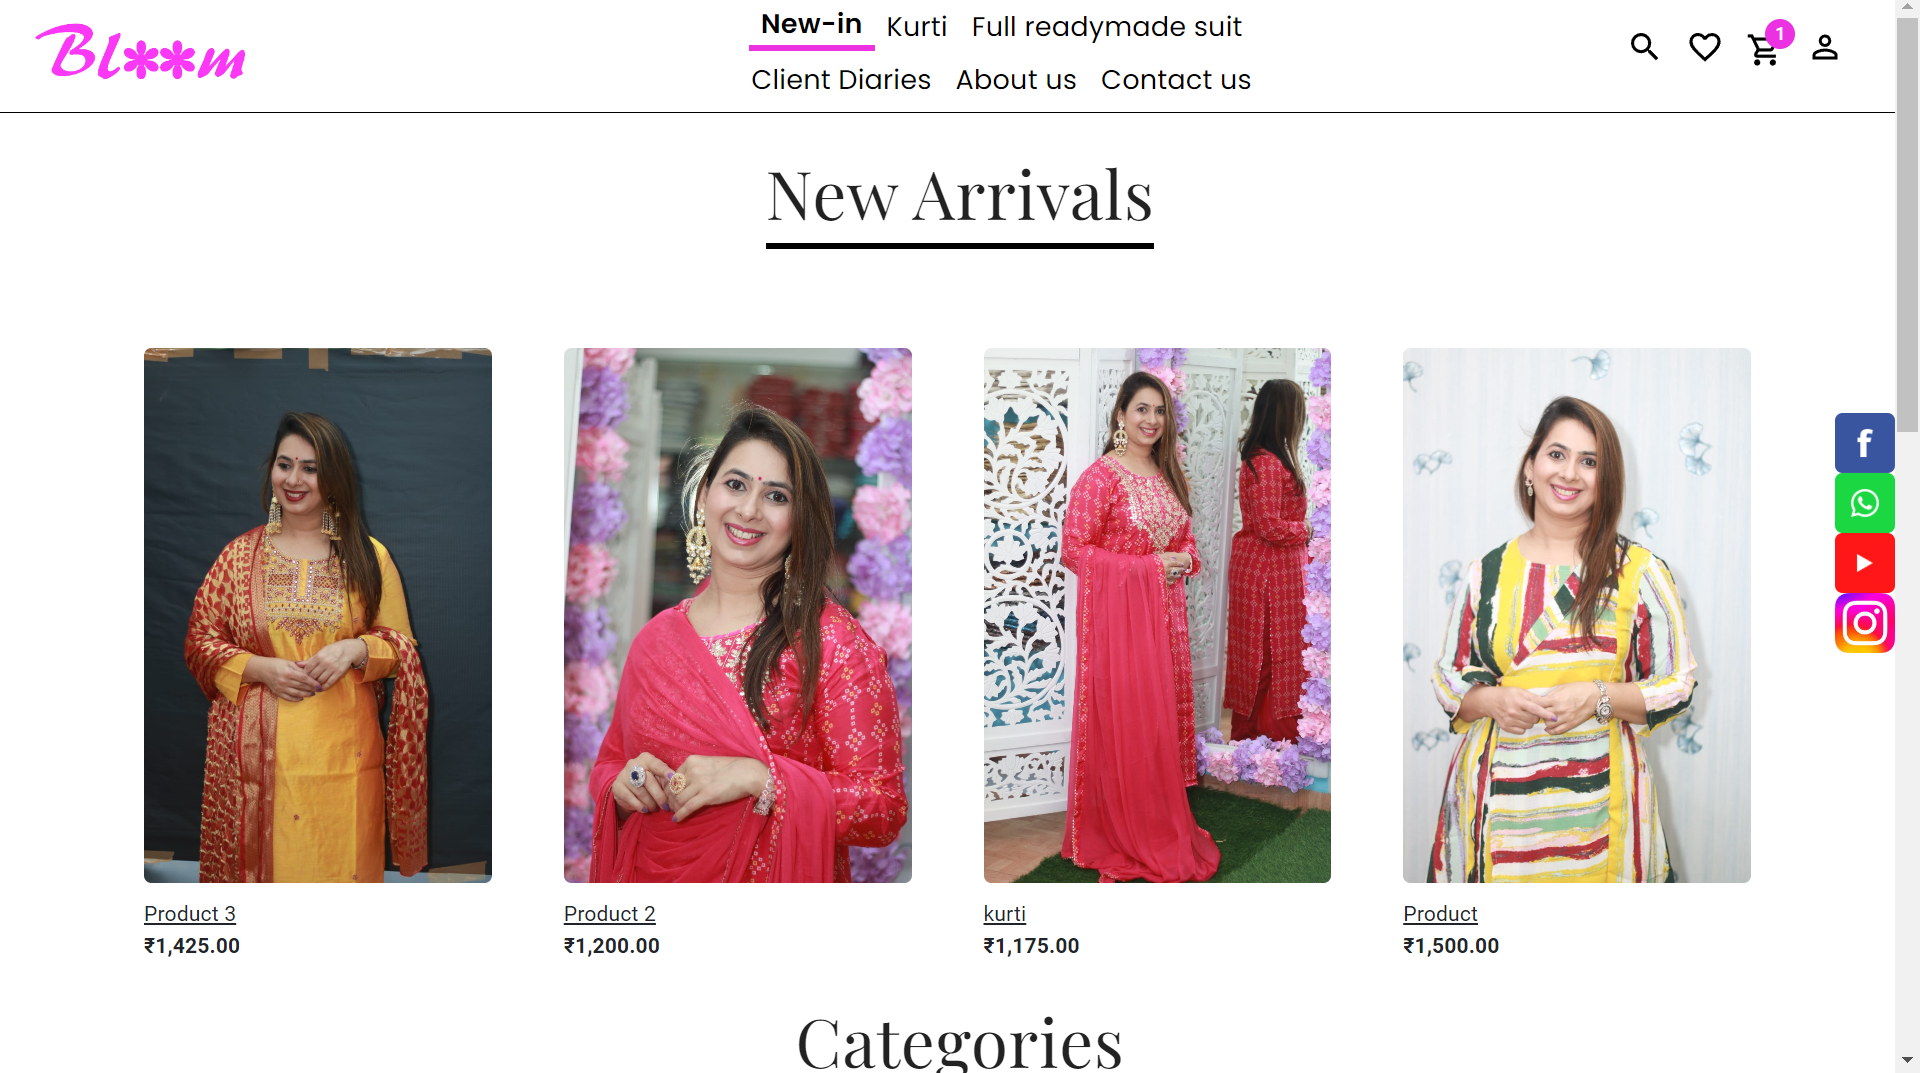 Bl**m
New-in Kurti Full readymade suit
Client Diaries About us Contact us
1
New Arrivals
Product 3
₹1,425.00
Product 2
₹1,200.00
kurti
₹1,175.00
Product
₹1,500.00
Categories